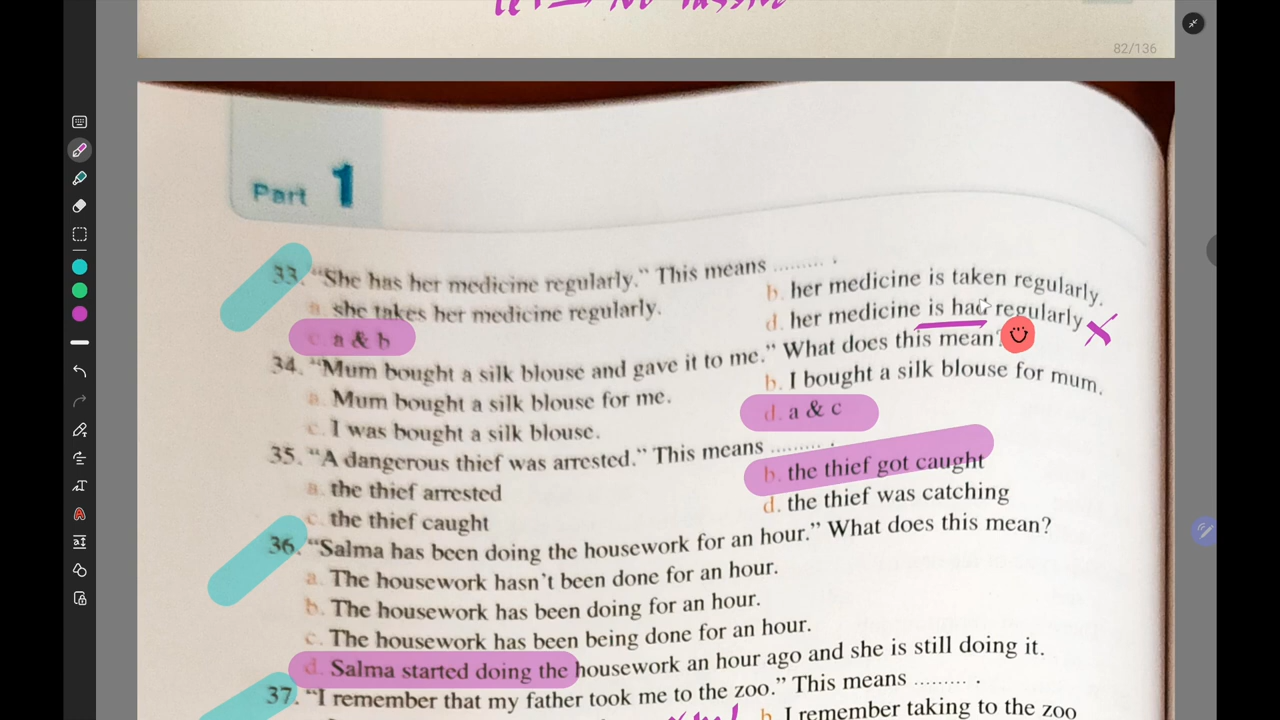 82/136
Part 1
33. "She has her medicine regularly." This means ......... .
a. she takes her medicine regularly.
b. her medicine is taken regularly.
c. a & b
d. her medicine is had regularly
34. "Mum bought a silk blouse and gave it to me." What does this mean?
a. Mum bought a silk blouse for me.
b. I bought a silk blouse for mum.
c. I was bought a silk blouse.
d. a & c
35. "A dangerous thief was arrested." This means ......... .
a. the thief arrested
b. the thief got caught
c. the thief caught
d. the thief was catching
36. "Salma has been doing the housework for an hour." What does this mean?
a. The housework hasn't been done for an hour.
b. The housework has been doing for an hour.
c. The housework has been being done for an hour.
d. Salma started doing the housework an hour ago and she is still doing it.
37. "I remember that my father took me to the zoo." This means ......... .
b. I remember taking to the zoo